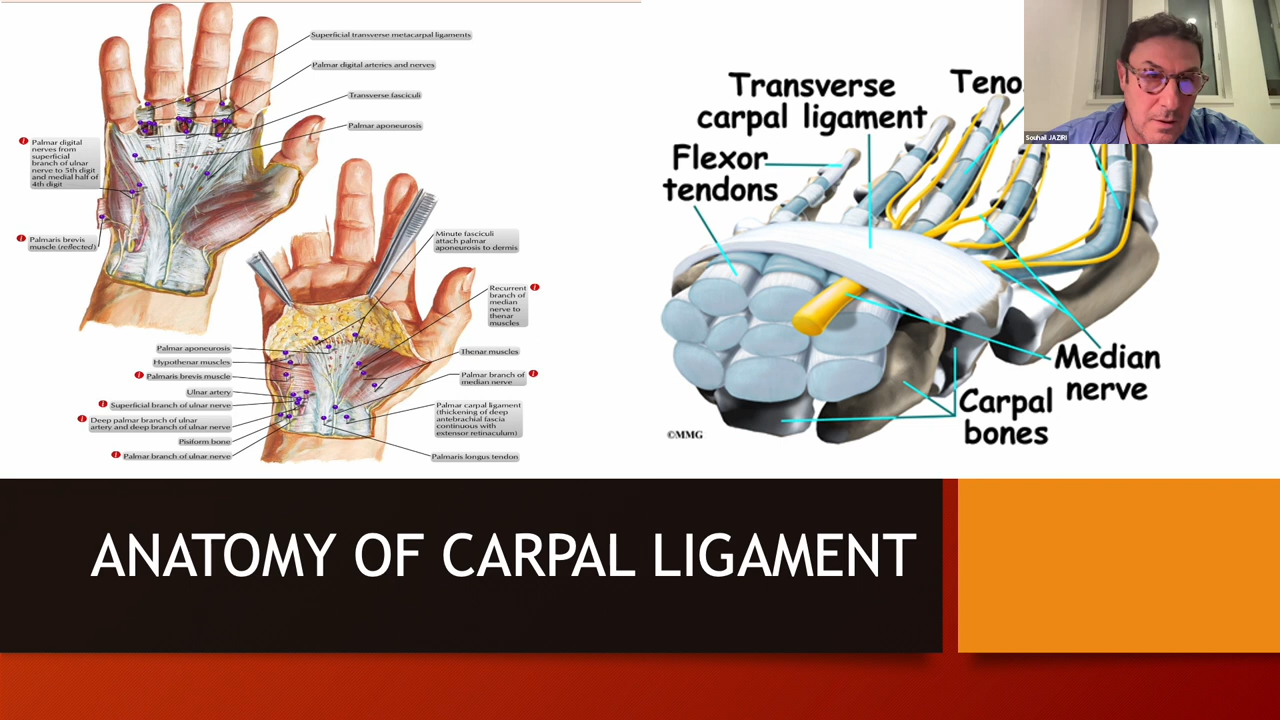 Superficial transverse metacarpal ligaments
Palmar digital arteries and nerves
Transverse fasciculi
Palmar aponeurosis
Palmar digital
nerves from
superficial
branch of ulnar
nerve to 5th digit
and medial half of
4th digit
Palmaris brevis
muscle (reflected)
Minute fasciculi
attach palmar
aponeurosis to dermis
Recurrent
branch of
median
nerve to
thenar
muscles
Palmar aponeurosis
Hypothenar muscles
Palmaris brevis muscle
Ulnar artery
Superficial branch of ulnar nerve
Deep palmar branch of ulnar
artery and deep branch of ulnar nerve
Pisiform bone
Palmar branch of ulnar nerve
Thenar muscles
Palmar branch of
median nerve
Palmar carpal ligament
(thickening of deep
antebrachial fascia
continuous with
extensor retinaculum)
Palmaris longus tendon
Transverse
carpal ligament
Teno
Flexor
tendons
Median
nerve
Carpal
bones
©MMG
Souhail JAZIRI
ANATOMY OF CARPAL LIGAMENT